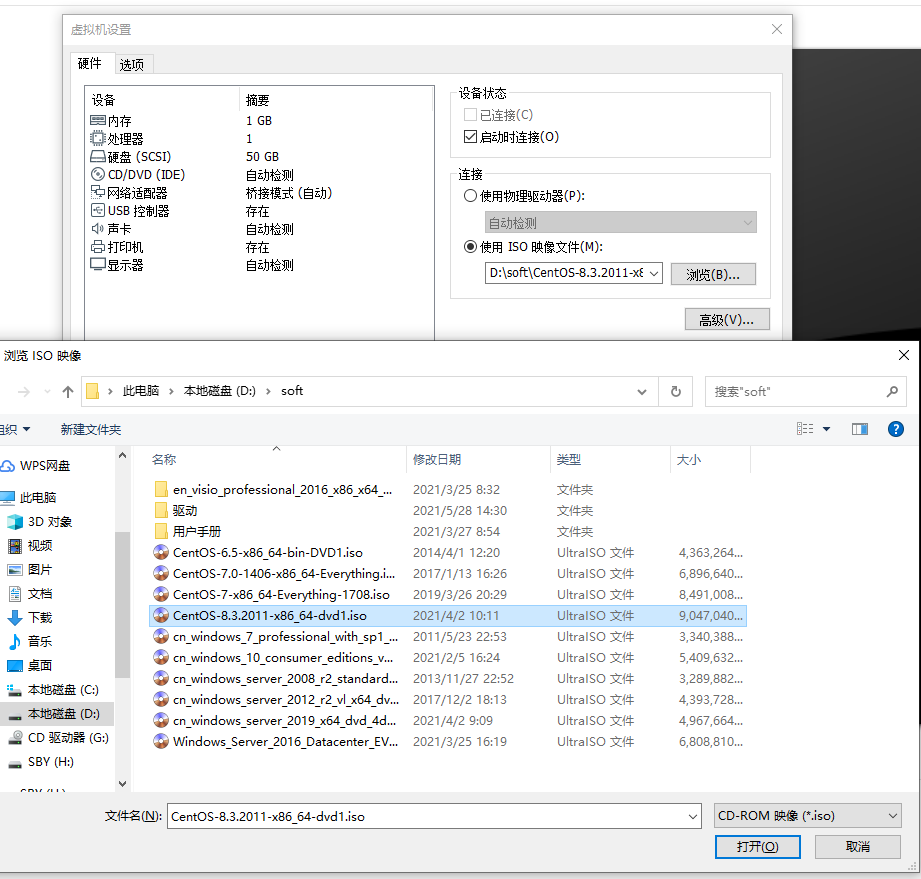 虚拟机设置
硬件 选项
设备 摘要
内存 1 GB
处理器 1
硬盘 (SCSI) 50 GB
CD/DVD (IDE) 自动检测
网络适配器 桥接模式 (自动)
USB 控制器 存在
声卡 自动检测
打印机 存在
显示器 自动检测
设备状态
已连接(C)
启动时连接(O)
连接
使用物理驱动器(P):
自动检测
使用 ISO 映像文件(M):
D:\soft\CentOS-8.3.2011-x8
浏览(B)...
高级(V)...
浏览 ISO 映像
此电脑 › 本地磁盘 (D:) › soft
搜索"soft"
组织 新建文件夹
WPS网盘
此电脑
3D 对象
视频
图片
文档
下载
音乐
桌面
本地磁盘 (C:)
本地磁盘 (D:)
CD 驱动器 (G:)
SBY (H:)
SBY (H:)
名称 修改日期 类型 大小
en_visio_professional_2016_x86_x64_... 2021/3/25 8:32 文件夹
驱动 2021/5/28 14:30 文件夹
用户手册 2021/3/27 8:54 文件夹
CentOS-6.5-x86_64-bin-DVD1.iso 2014/4/1 12:20 UltraISO 文件 4,363,264...
CentOS-7.0-1406-x86_64-Everything.i... 2017/1/13 16:26 UltraISO 文件 6,896,640...
CentOS-7-x86_64-Everything-1708.iso 2019/3/26 20:29 UltraISO 文件 8,491,008...
CentOS-8.3.2011-x86_64-dvd1.iso 2021/4/2 10:11 UltraISO 文件 9,047,040...
cn_windows_7_professional_with_sp1_... 2011/5/23 22:53 UltraISO 文件 3,340,388...
cn_windows_10_consumer_editions_v... 2021/2/5 16:24 UltraISO 文件 5,409,632...
cn_windows_server_2008_r2_standard... 2013/11/27 22:52 UltraISO 文件 3,289,882...
cn_windows_server_2012_r2_vl_x64_dv... 2017/12/2 18:13 UltraISO 文件 4,393,728...
cn_windows_server_2019_x64_dvd_4d... 2021/4/2 9:09 UltraISO 文件 4,967,664...
Windows_Server_2016_Datacenter_EV... 2021/3/25 16:19 UltraISO 文件 6,808,810...
文件名(N): CentOS-8.3.2011-x86_64-dvd1.iso CD-ROM 映像 (*.iso)
打开(O) 取消